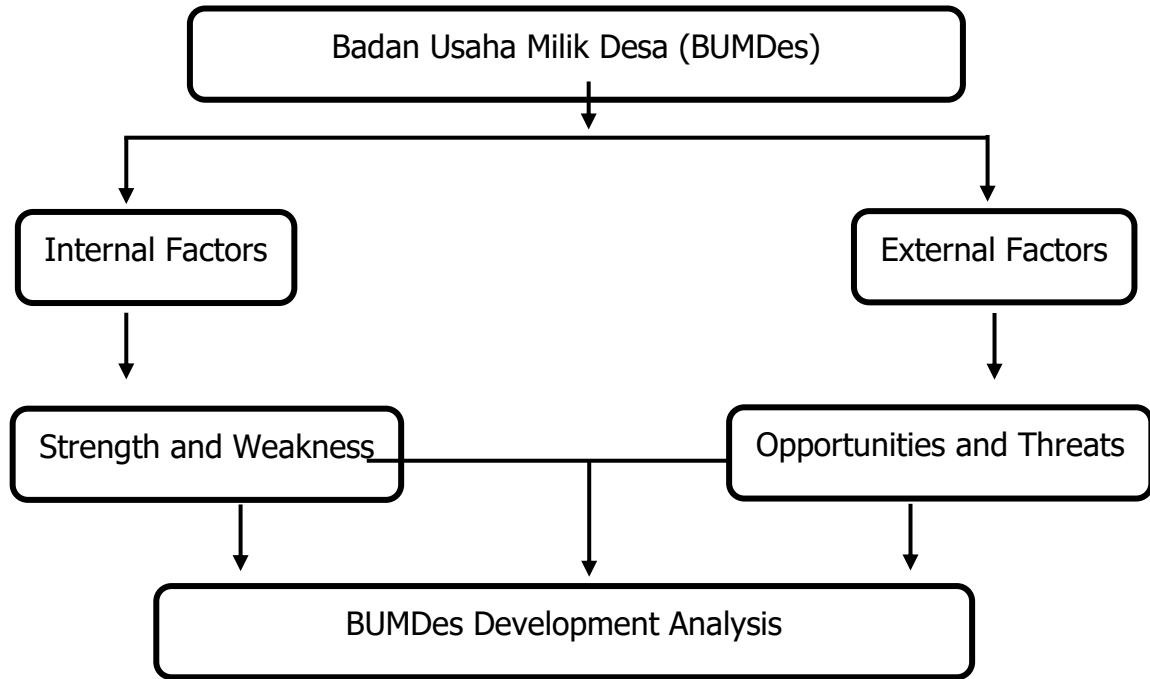 Badan Usaha Milik Desa (BUMDes)
Internal Factors
External Factors
Strength and Weakness
Opportunities and Threats
BUMDes Development Analysis